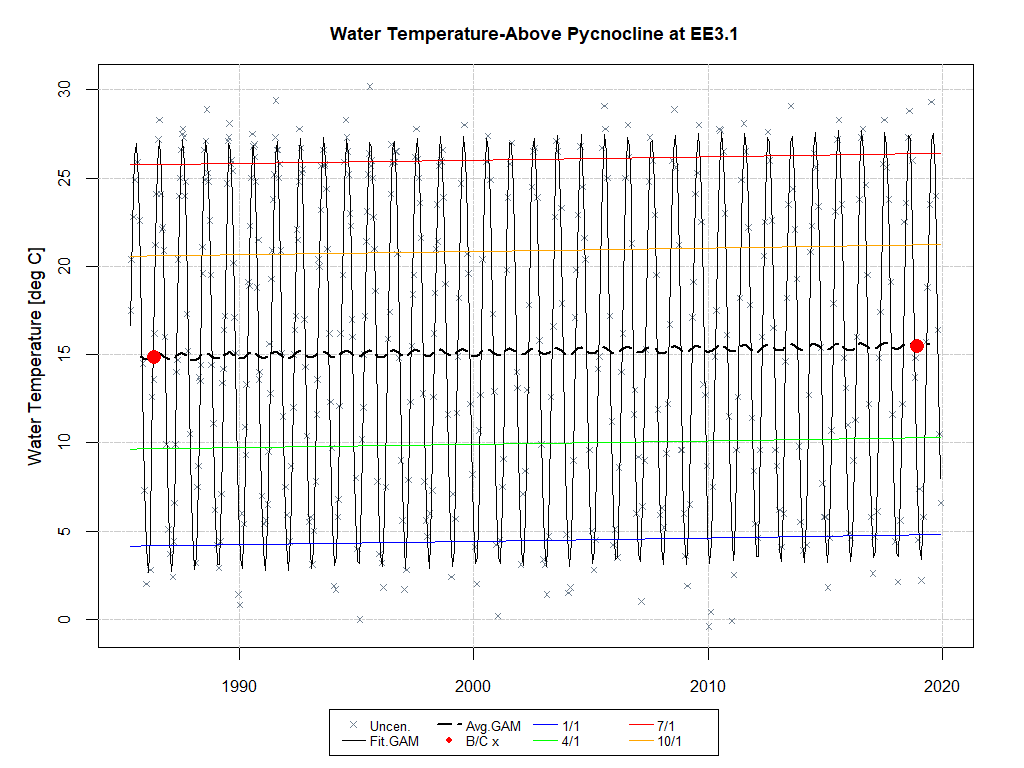 Water Temperature-Above Pycnocline at EE3.1
Water Temperature [deg C]
30
25
20
15
10
5
0
1990 2000 2010 2020
Uncen. Avg.GAM 1/1 7/1
Fit.GAM B/C x 4/1 10/1